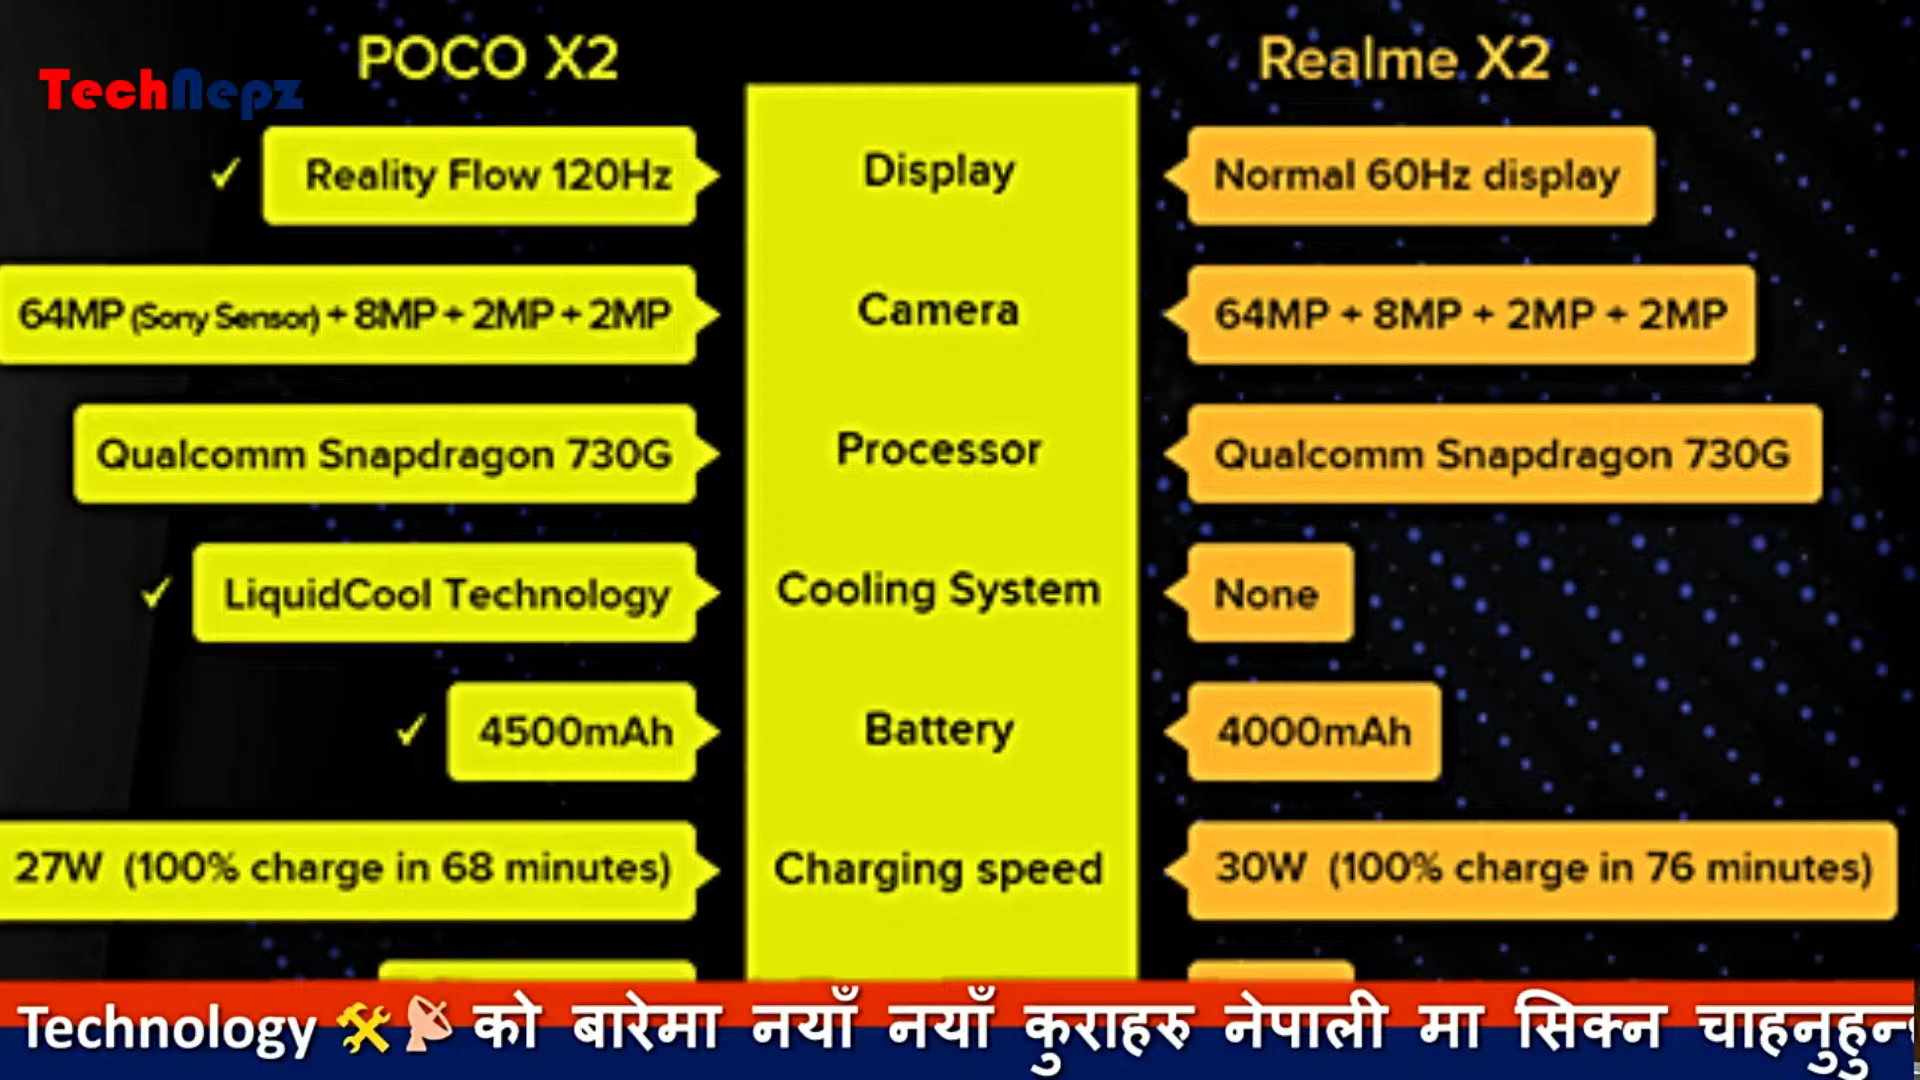 POCO X2
Realme X2
TechNepz
Reality Flow 120Hz
Display
Normal 60Hz display
64MP (Sony Sensor) + 8MP + 2MP + 2MP
Camera
64MP + 8MP + 2MP + 2MP
Qualcomm Snapdragon 730G
Processor
Qualcomm Snapdragon 730G
LiquidCool Technology
Cooling System
None
4500mAh
Battery
4000mAh
27W (100% charge in 68 minutes)
Charging speed
30W (100% charge in 76 minutes)
Technology को बारेमा नयाँ नयाँ कुराहरु नेपाली मा सिक्न